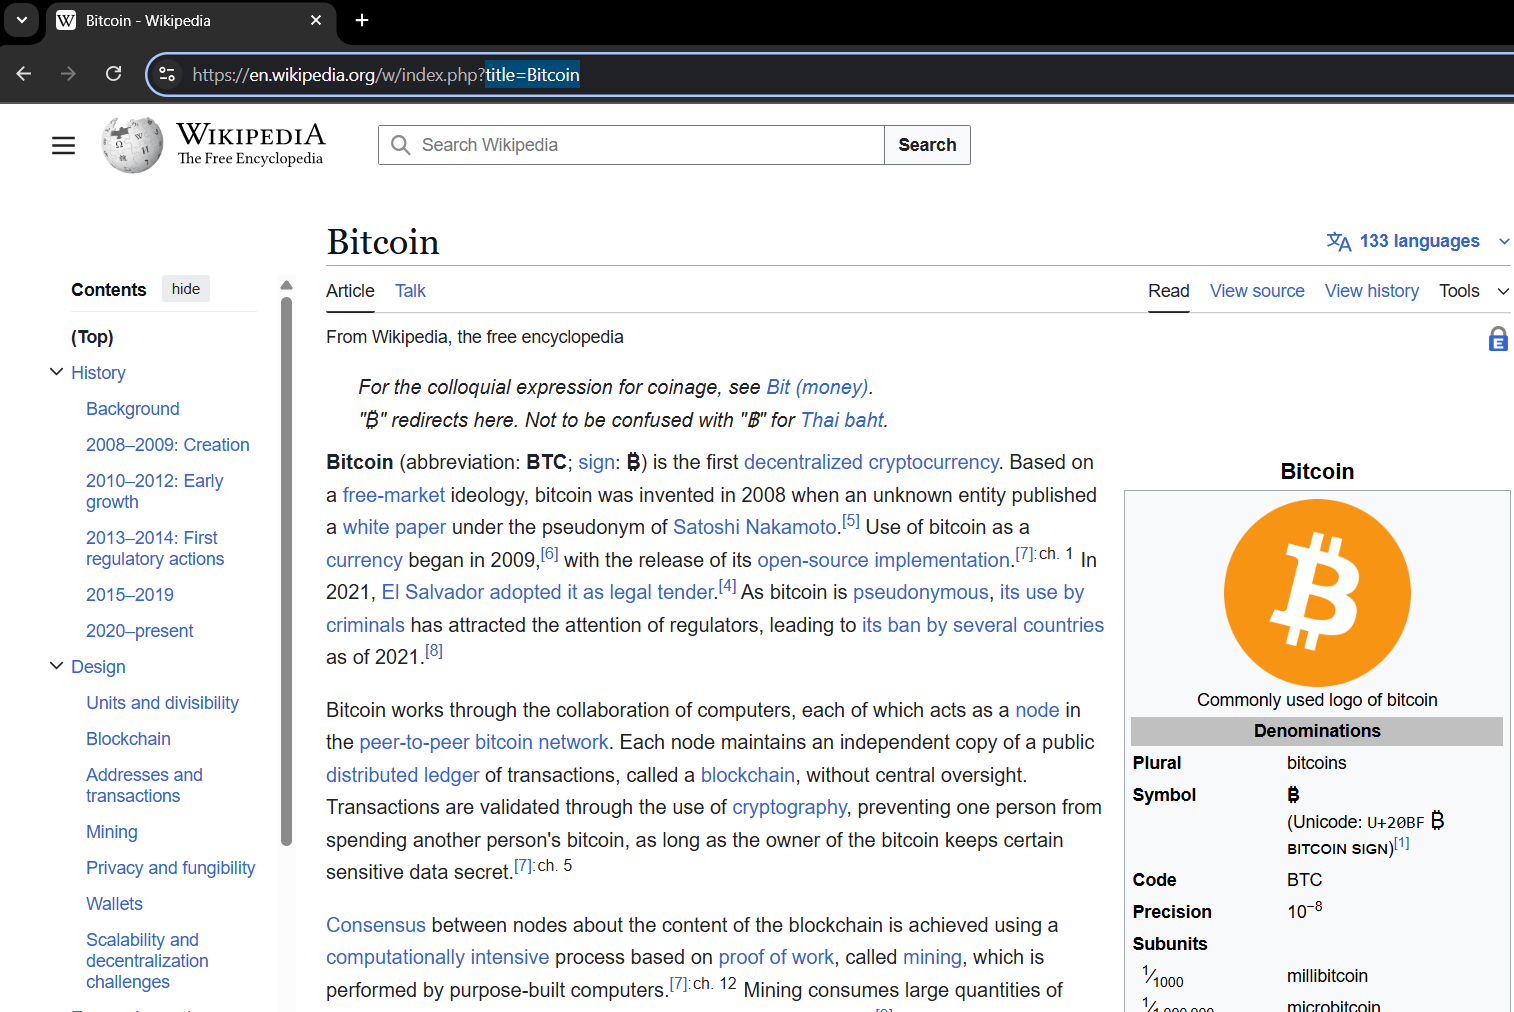 Bitcoin - Wikipedia
https://en.wikipedia.org/w/index.php?title=Bitcoin
WIKIPEDIA
The Free Encyclopedia
Search Wikipedia
Search
Bitcoin
133 languages
Contents
hide
(Top)
History
Background
2008–2009: Creation
2010–2012: Early
growth
2013–2014: First
regulatory actions
2015–2019
2020–present
Design
Units and divisibility
Blockchain
Addresses and
transactions
Mining
Privacy and fungibility
Wallets
Scalability and
decentralization
challenges
Article Talk
Read View source View history Tools
From Wikipedia, the free encyclopedia
For the colloquial expression for coinage, see Bit (money).
"₿" redirects here. Not to be confused with "฿" for Thai baht.
Bitcoin (abbreviation: BTC; sign: ₿) is the first decentralized cryptocurrency. Based on
a free-market ideology, bitcoin was invented in 2008 when an unknown entity published
a white paper under the pseudonym of Satoshi Nakamoto.[5] Use of bitcoin as a
currency began in 2009,[6] with the release of its open-source implementation.[7]:ch. 1 In
2021, El Salvador adopted it as legal tender.[4] As bitcoin is pseudonymous, its use by
criminals has attracted the attention of regulators, leading to its ban by several countries
as of 2021.[8]
Bitcoin works through the collaboration of computers, each of which acts as a node in
the peer-to-peer bitcoin network. Each node maintains an independent copy of a public
distributed ledger of transactions, called a blockchain, without central oversight.
Transactions are validated through the use of cryptography, preventing one person from
spending another person's bitcoin, as long as the owner of the bitcoin keeps certain
sensitive data secret.[7]:ch. 5
Consensus between nodes about the content of the blockchain is achieved using a
computationally intensive process based on proof of work, called mining, which is
performed by purpose-built computers.[7]:ch. 12 Mining consumes large quantities of
Bitcoin
Commonly used logo of bitcoin
Denominations
Plural bitcoins
Symbol ₿
(Unicode: U+20BF ₿
BITCOIN SIGN)[1]
Code BTC
Precision 10−8
Subunits
1⁄1000 millibitcoin
microbitcoin